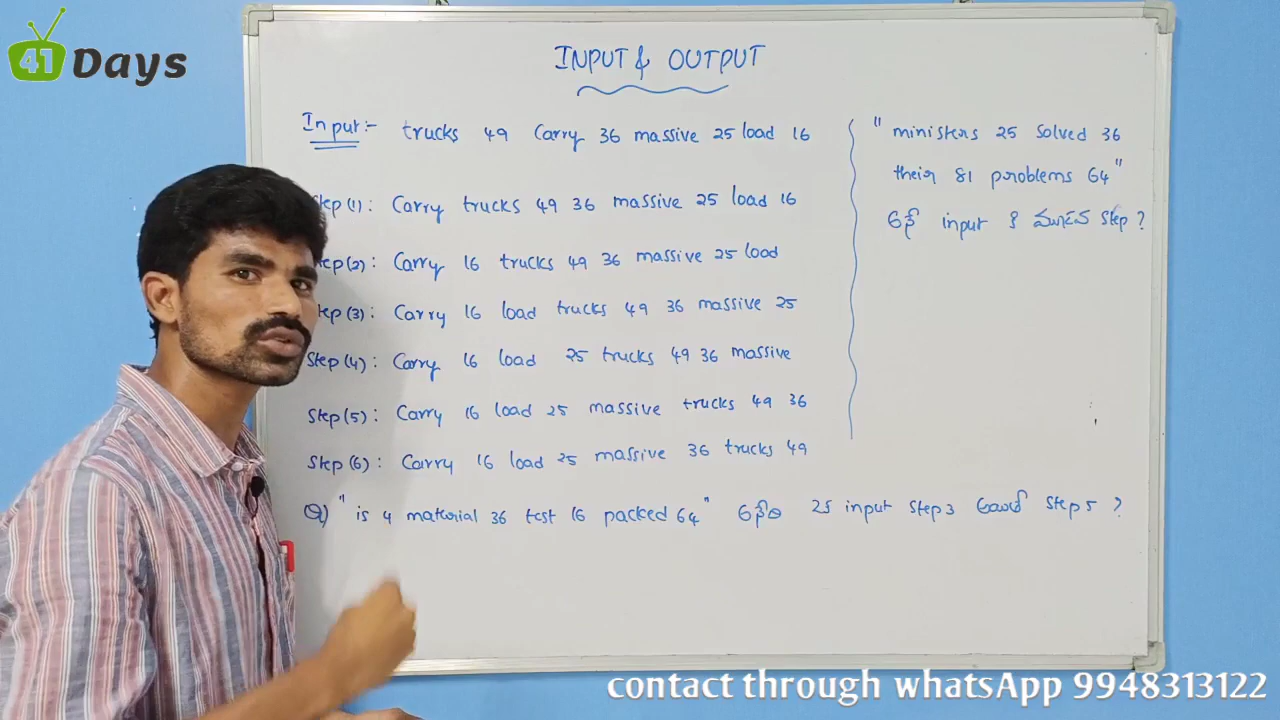 41 Days
INPUT & OUTPUT
Input:- trucks 49 Carry 36 massive 25 load 16
Step (1) : Carry trucks 49 36 massive 25 load 16
Step (2) : Carry 16 trucks 49 36 massive 25 load
Step (3) : Carry 16 load trucks 49 36 massive 25
Step (4) : Carry 16 load 25 trucks 49 36 massive
Step (5) : Carry 16 load 25 massive trucks 49 36
Step (6) : Carry 16 load 25 massive 36 trucks 49
Q) "is 4 material 36 test 16 packed 64" input Step 3 Step 5 ?
"ministers 25 solved 36
their 81 problems 64"
input కి మూడవ Step ?
contact through whatsApp 9948313122